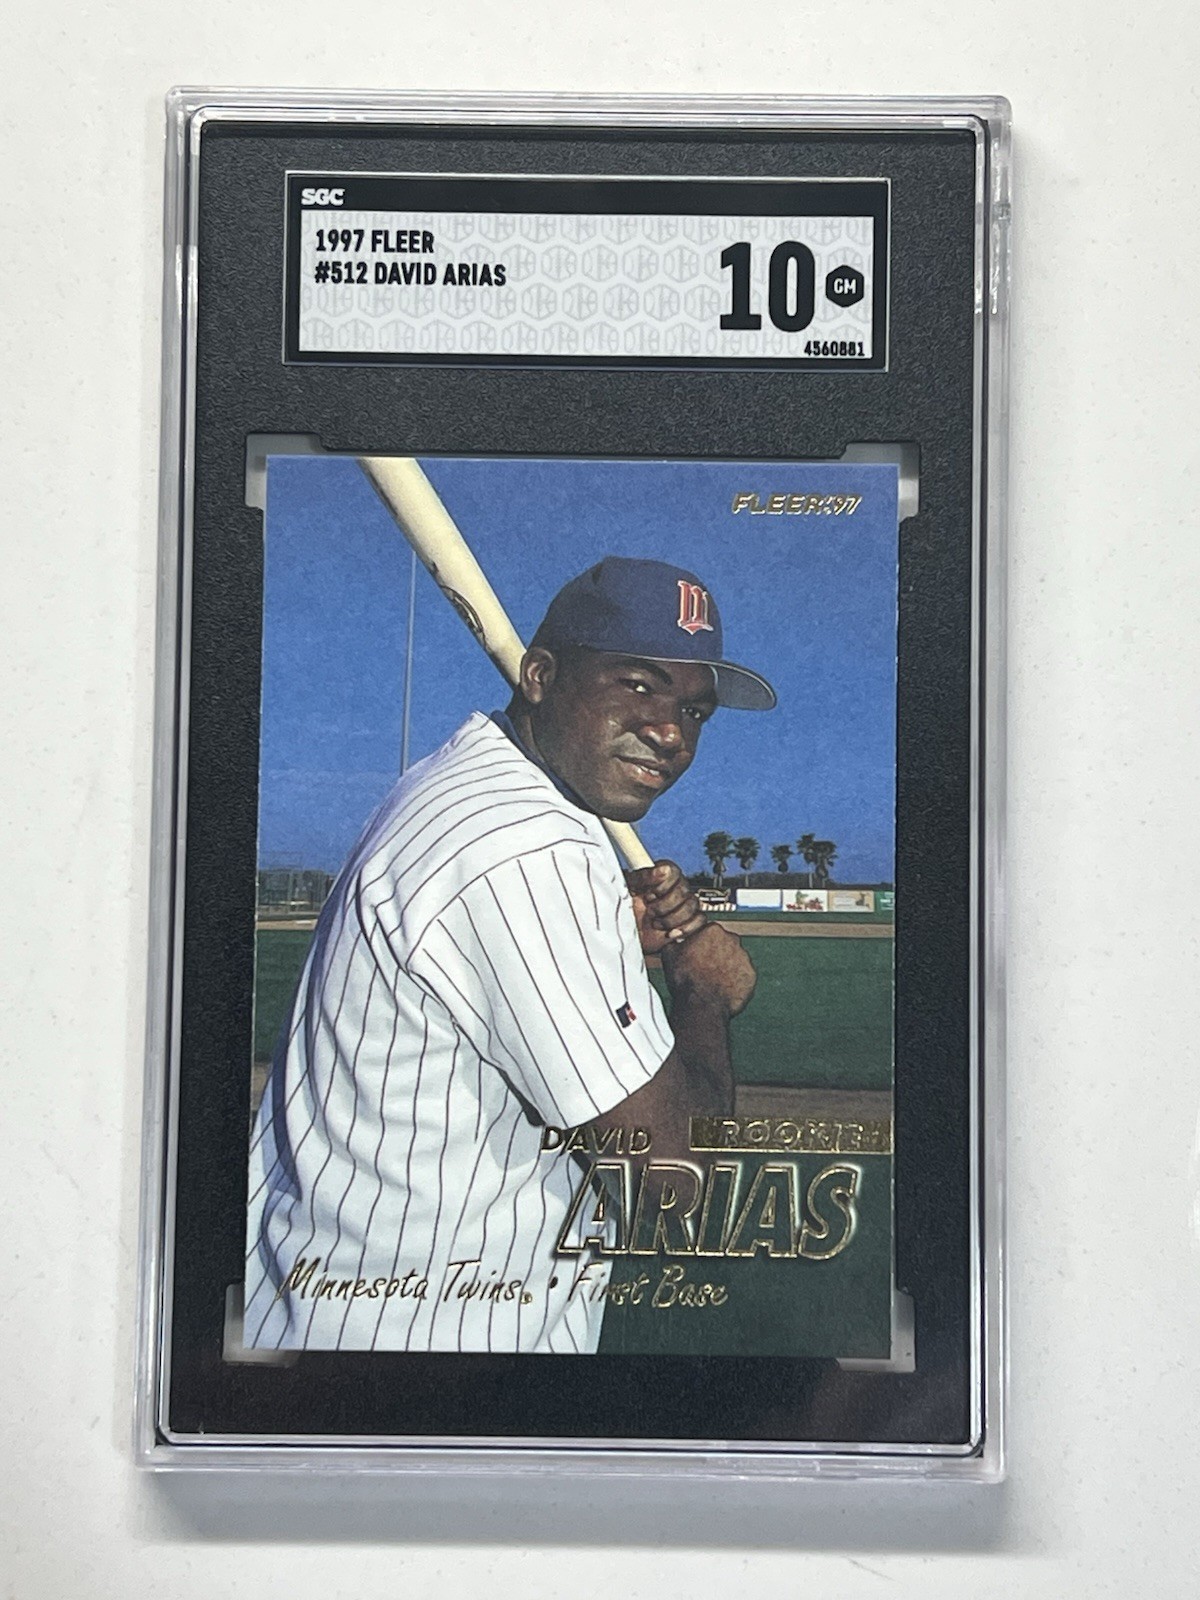 SGC
1997 FLEER
#512 DAVID ARIAS
10 GM
4560881
FLEER '97
DAVID ROOKIE
ARIAS
Minnesota Twins • First Base